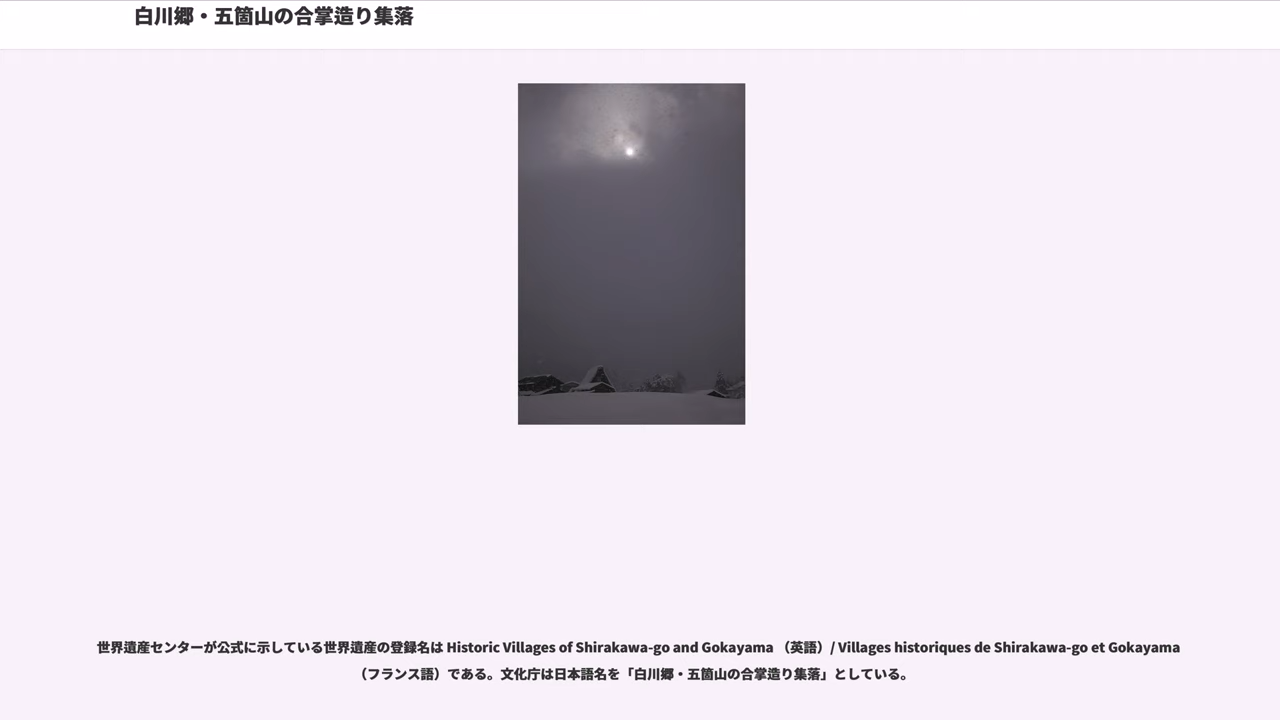 白川郷・五箇山の合掌造り集落
世界遺産センターが公式に示している世界遺産の登録名は Historic Villages of Shirakawa-go and Gokayama （英語）/ Villages historiques de Shirakawa-go et Gokayama
（フランス語）である。文化庁は日本語名を「白川郷・五箇山の合掌造り集落」としている。